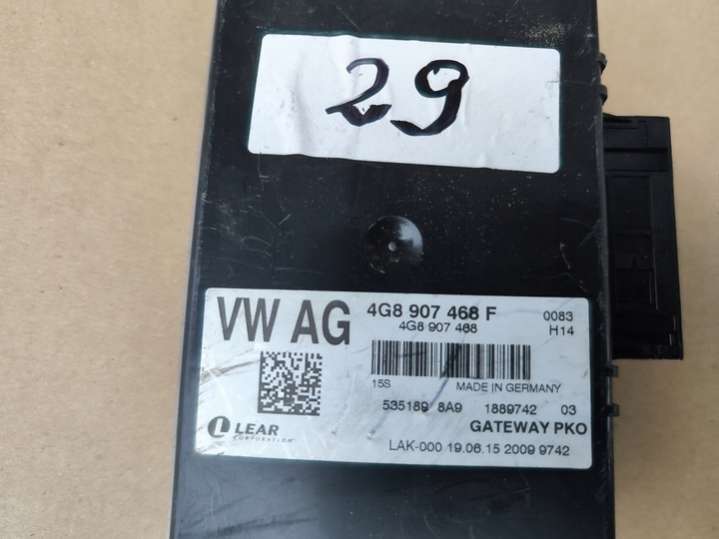 29
VW AG
4G8 907 468 F 0083
4G8 907 468 H14
15S MADE IN GERMANY
535189 8A9 1889742 03
LEAR GATEWAY PKO
CORPORATION
LAK-000 19.06.15 2009 9742